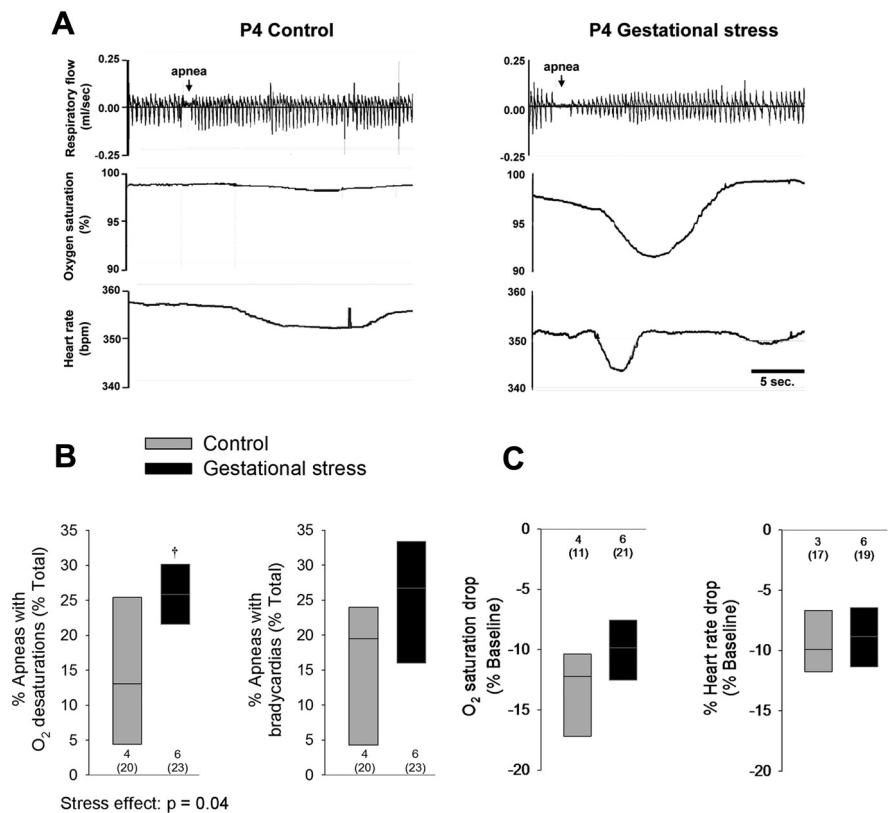 A
P4 Control
P4 Gestational stress
Respiratory flow
(ml/sec)
0.25
0.00
-0.25
apnea
0.25
0.00
-0.25
apnea
Oxygen saturation
(%)
100
95
90
100
95
90
Heart rate
(bpm)
360
350
340
360
350
340
5 sec.
B
Control
Gestational stress
C
% Apneas with
O2 desaturations (% Total)
35
30
25
20
15
10
5
0
†
4
(20)
6
(23)
Stress effect: p = 0.04
% Apneas with
bradycardias (% Total)
35
30
25
20
15
10
5
0
4
(20)
6
(23)
O2 saturation drop
(% Baseline)
0
-5
-10
-15
-20
4
(11)
6
(21)
% Heart rate drop
(% Baseline)
0
-5
-10
-15
-20
3
(17)
6
(19)